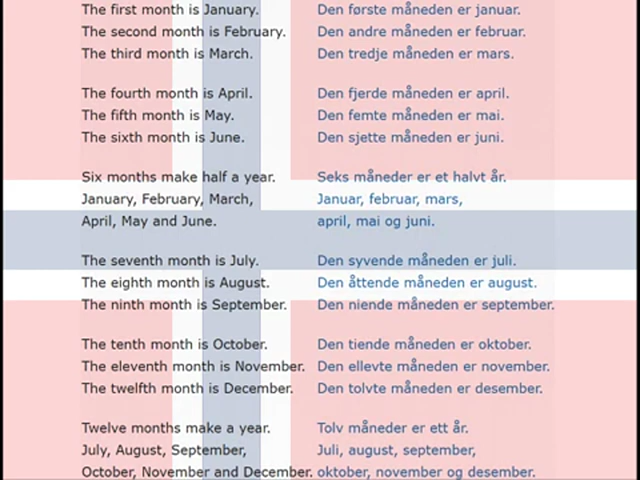 The first month is January. Den første måneden er januar.
The second month is February. Den andre måneden er februar.
The third month is March. Den tredje måneden er mars.
The fourth month is April. Den fjerde måneden er april.
The fifth month is May. Den femte måneden er mai.
The sixth month is June. Den sjette måneden er juni.
Six months make half a year. Seks måneder er et halvt år.
January, February, March, Januar, februar, mars,
April, May and June. april, mai og juni.
The seventh month is July. Den syvende måneden er juli.
The eighth month is August. Den åttende måneden er august.
The ninth month is September. Den niende måneden er september.
The tenth month is October. Den tiende måneden er oktober.
The eleventh month is November. Den ellevte måneden er november.
The twelfth month is December. Den tolvte måneden er desember.
Twelve months make a year. Tolv måneder er ett år.
July, August, September, Juli, august, september,
October, November and December. oktober, november og desember.